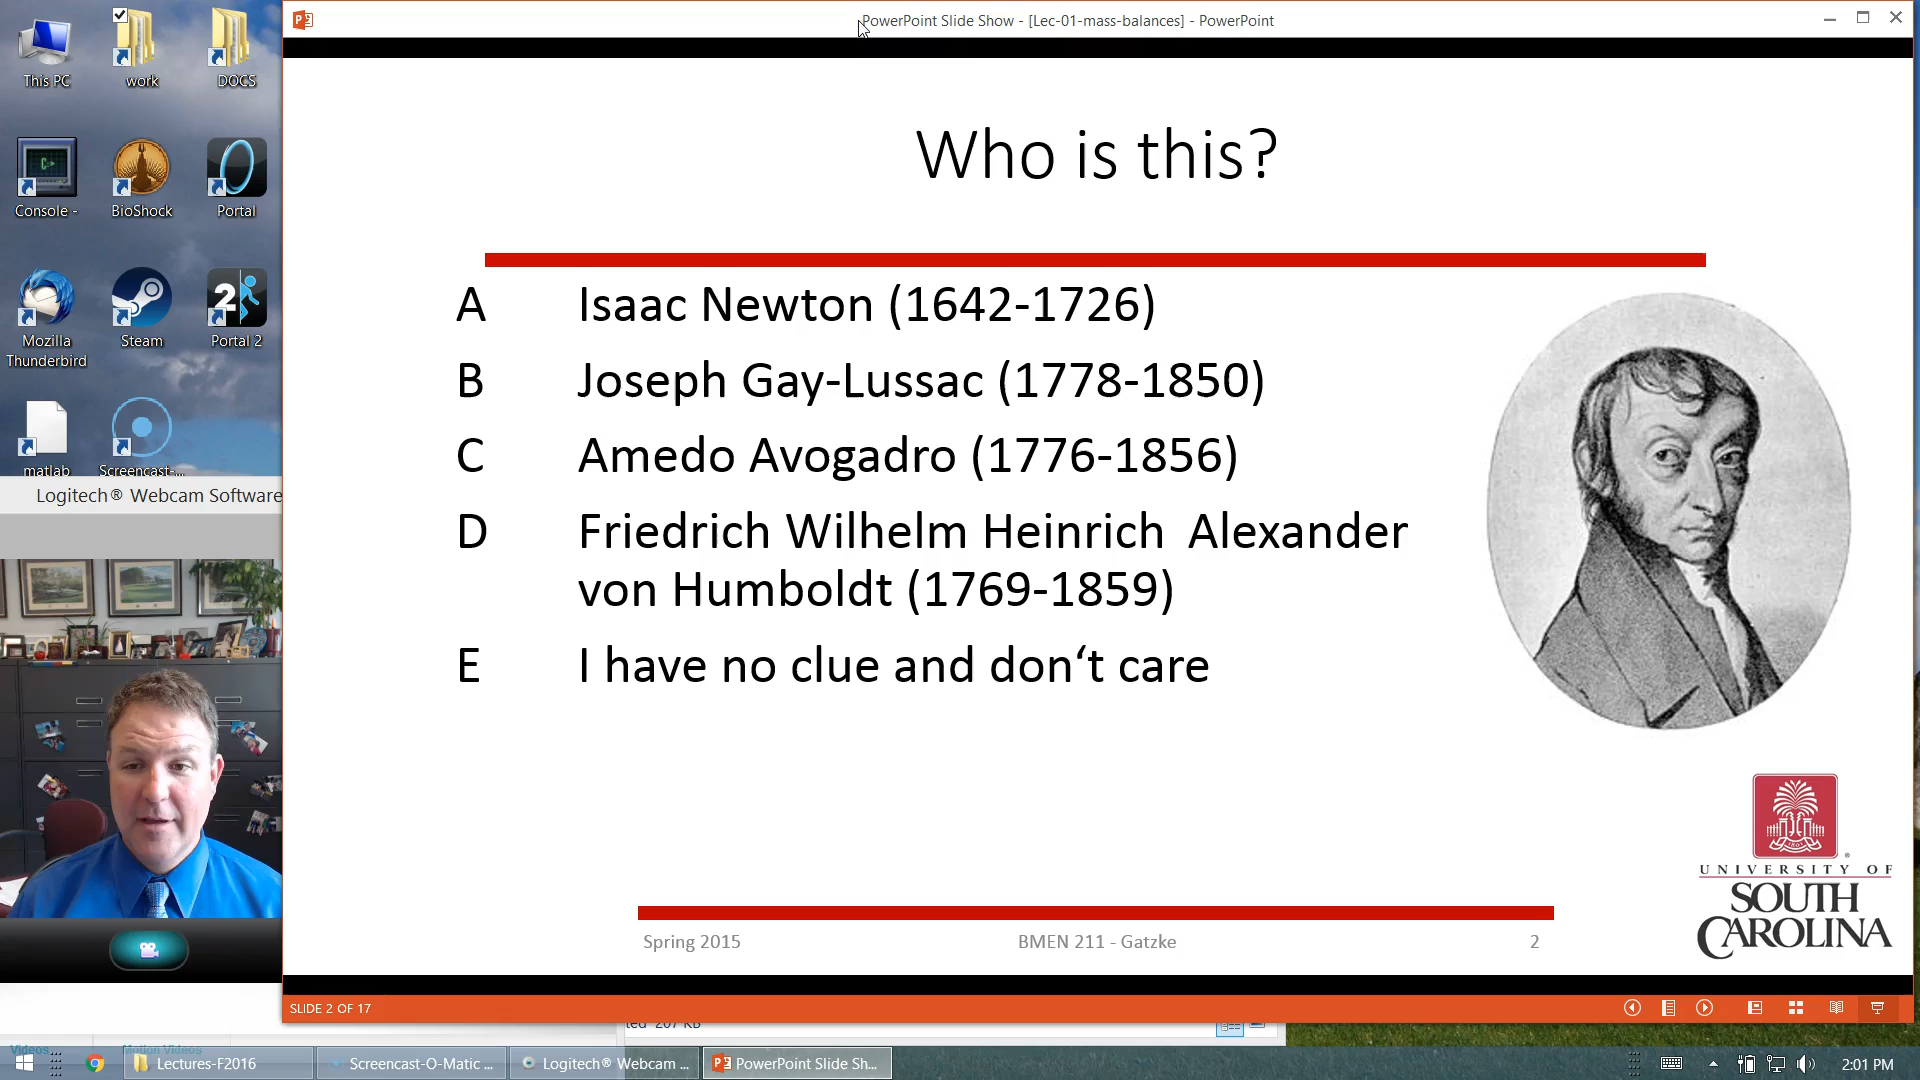 This PC
work
DOCS
Console -
BioShock
Portal
Mozilla
Thunderbird
Steam
Portal 2
matlab
Screencast-...
Logitech® Webcam Software
PowerPoint Slide Show - [Lec-01-mass-balances] - PowerPoint
Who is this?
A Isaac Newton (1642-1726)
B Joseph Gay-Lussac (1778-1850)
C Amedo Avogadro (1776-1856)
D Friedrich Wilhelm Heinrich Alexander
von Humboldt (1769-1859)
E I have no clue and don‘t care
UNIVERSITY OF
SOUTH
CAROLINA
Spring 2015 BMEN 211 - Gatzke 2
SLIDE 2 OF 17
Videos
Motion Videos
Lectures-F2016
Screencast-O-Matic ...
Logitech® Webcam ...
PowerPoint Slide Sh...
2:01 PM